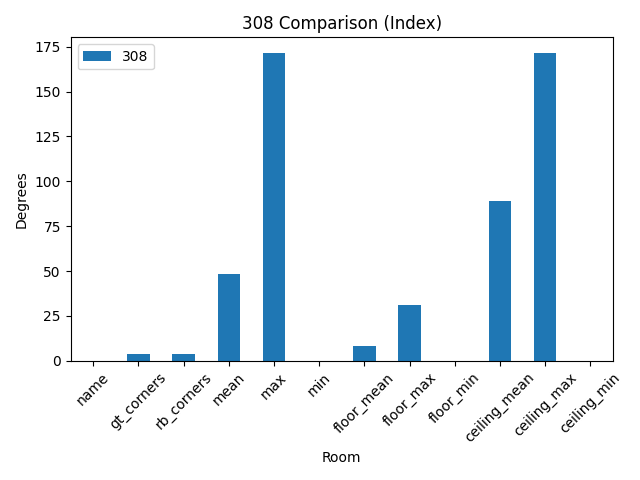 308 Comparison (Index)
308
Degrees
175
150
125
100
75
50
25
0
name
gt_corners
rb_corners
mean
max
min
floor_mean
floor_max
floor_min
ceiling_mean
ceiling_max
ceiling_min
Room